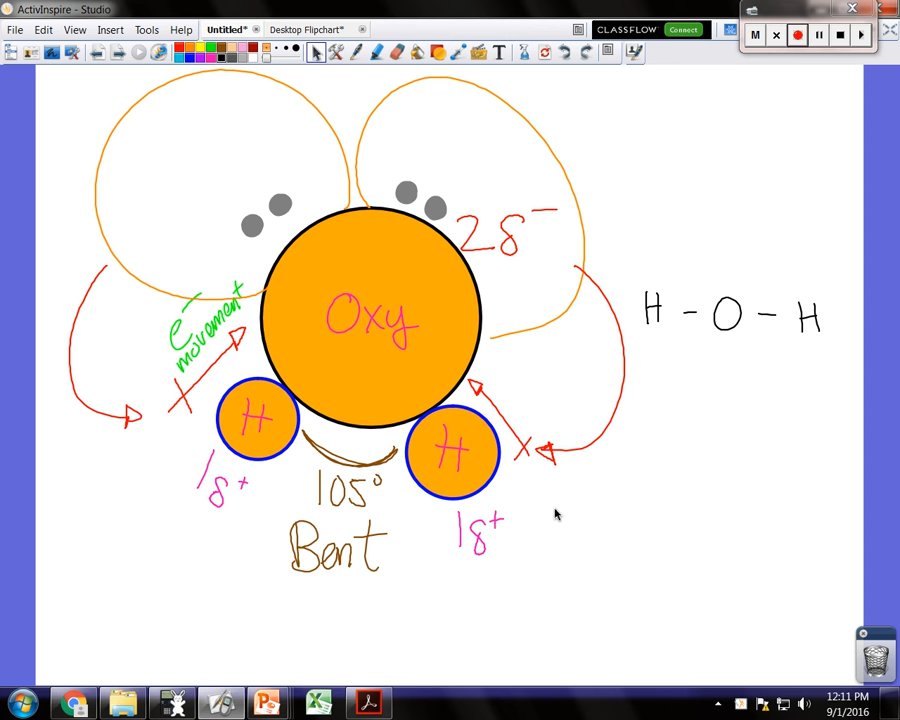 ActivInspire - Studio
File Edit View Insert Tools Help
Untitled*
Desktop Flipchart*
CLASSFLOW Connect
M
T
2δ⁻
Oxy
e⁻
movement
H – O – H
H
H
1δ⁺
105°
Bent
1δ⁺
12:11 PM
9/1/2016